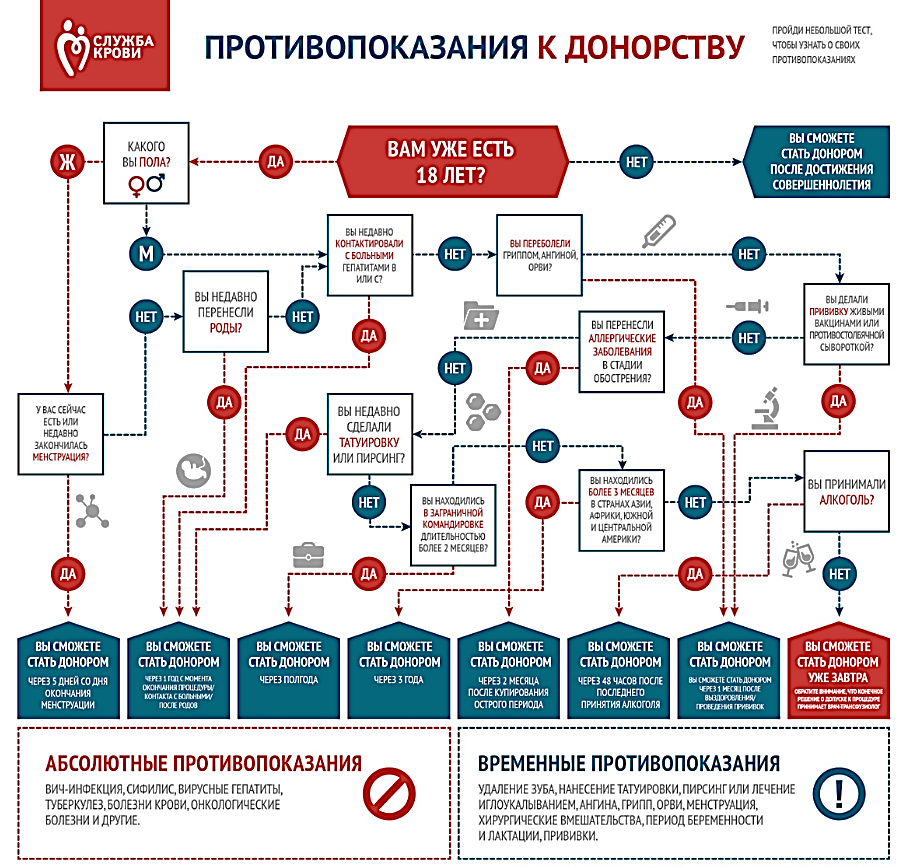 СЛУЖБА
КРОВИ
ПРОТИВОПОКАЗАНИЯ К ДОНОРСТВУ
ПРОЙДИ НЕБОЛЬШОЙ ТЕСТ,
ЧТОБЫ УЗНАТЬ О СВОИХ
ПРОТИВОПОКАЗАНИЯХ
ВАМ УЖЕ ЕСТЬ
18 ЛЕТ?
НЕТ
ВЫ СМОЖЕТЕ
СТАТЬ ДОНОРОМ
ПОСЛЕ ДОСТИЖЕНИЯ
СОВЕРШЕННОЛЕТИЯ
ДА
КАКОГО
ВЫ ПОЛА?
Ж
М
ВЫ НЕДАВНО
КОНТАКТИРОВАЛИ
С БОЛЬНЫМИ
ГЕПАТИТАМИ В
ИЛИ С?
НЕТ
ВЫ ПЕРЕБОЛЕЛИ
ГРИППОМ, АНГИНОЙ,
ОРВИ?
НЕТ
ВЫ НЕДАВНО
ПЕРЕНЕСЛИ
РОДЫ?
НЕТ
НЕТ
ДА
ВЫ ПЕРЕНЕСЛИ
АЛЛЕРГИЧЕСКИЕ
ЗАБОЛЕВАНИЯ
В СТАДИИ
ОБОСТРЕНИЯ?
НЕТ
ВЫ ДЕЛАЛИ
ПРИВИВКУ ЖИВЫМИ
ВАКЦИНАМИ ИЛИ
ПРОТИВОСТОЛБЯЧНОЙ
СЫВОРОТКОЙ?
НЕТ
ДА
ДА
ДА
ДА
У ВАС СЕЙЧАС
ЕСТЬ ИЛИ
НЕДАВНО
ЗАКОНЧИЛАСЬ
МЕНСТРУАЦИЯ?
ДА
ВЫ НЕДАВНО
СДЕЛАЛИ
ТАТУИРОВКУ
ИЛИ ПИРСИНГ?
НЕТ
НЕТ
ВЫ НАХОДИЛИСЬ
В ЗАГРАНИЧНОЙ
КОМАНДИРОВКЕ
ДЛИТЕЛЬНОСТЬЮ
БОЛЕЕ 2 МЕСЯЦЕВ?
ДА
ВЫ НАХОДИЛИСЬ
БОЛЕЕ 3 МЕСЯЦЕВ
В СТРАНАХ АЗИИ,
АФРИКИ, ЮЖНОЙ
И ЦЕНТРАЛЬНОЙ
АМЕРИКИ?
НЕТ
ВЫ ПРИНИМАЛИ
АЛКОГОЛЬ?
ДА
ДА
ДА
НЕТ
ВЫ СМОЖЕТЕ
СТАТЬ ДОНОРОМ
ЧЕРЕЗ 5 ДНЕЙ СО ДНЯ
ОКОНЧАНИЯ
МЕНСТРУАЦИИ
ВЫ СМОЖЕТЕ
СТАТЬ ДОНОРОМ
ЧЕРЕЗ 1 ГОД С МОМЕНТА
ОКОНЧАНИЯ ПРОЦЕДУРЫ/
КОНТАКТА С БОЛЬНЫМИ/
ПОСЛЕ РОДОВ
ВЫ СМОЖЕТЕ
СТАТЬ ДОНОРОМ
ЧЕРЕЗ ПОЛГОДА
ВЫ СМОЖЕТЕ
СТАТЬ ДОНОРОМ
ЧЕРЕЗ 3 ГОДА
ВЫ СМОЖЕТЕ
СТАТЬ ДОНОРОМ
ЧЕРЕЗ 2 МЕСЯЦА
ПОСЛЕ КУПИРОВАНИЯ
ОСТРОГО ПЕРИОДА
ВЫ СМОЖЕТЕ
СТАТЬ ДОНОРОМ
ЧЕРЕЗ 48 ЧАСОВ ПОСЛЕ
ПОСЛЕДНЕГО
ПРИНЯТИЯ АЛКОГОЛЯ
ВЫ СМОЖЕТЕ
СТАТЬ ДОНОРОМ
ВЫ СМОЖЕТЕ СТАТЬ ДОНОРОМ
ЧЕРЕЗ 1 МЕСЯЦ ПОСЛЕ
ВЫЗДОРОВЛЕНИЯ/
ПРОВЕДЕНИЯ ПРИВИВОК
ВЫ СМОЖЕТЕ
СТАТЬ ДОНОРОМ
УЖЕ ЗАВТРА
ОБРАТИТЕ ВНИМАНИЕ, ЧТО КОНЕЧНОЕ
РЕШЕНИЕ О ДОПУСКЕ К ПРОЦЕДУРЕ
ПРИНИМАЕТ ВРАЧ-ТРАНСФУЗИОЛОГ
АБСОЛЮТНЫЕ ПРОТИВОПОКАЗАНИЯ
ВИЧ-ИНФЕКЦИЯ, СИФИЛИС, ВИРУСНЫЕ ГЕПАТИТЫ,
ТУБЕРКУЛЕЗ, БОЛЕЗНИ КРОВИ, ОНКОЛОГИЧЕСКИЕ
БОЛЕЗНИ И ДРУГИЕ.
ВРЕМЕННЫЕ ПРОТИВОПОКАЗАНИЯ
УДАЛЕНИЕ ЗУБА, НАНЕСЕНИЕ ТАТУИРОВКИ, ПИРСИНГ ИЛИ ЛЕЧЕНИЕ
ИГЛОУКАЛЫВАНИЕМ, АНГИНА, ГРИПП, ОРВИ, МЕНСТРУАЦИЯ,
ХИРУРГИЧЕСКИЕ ВМЕШАТЕЛЬСТВА, ПЕРИОД БЕРЕМЕННОСТИ
И ЛАКТАЦИИ, ПРИВИВКИ.